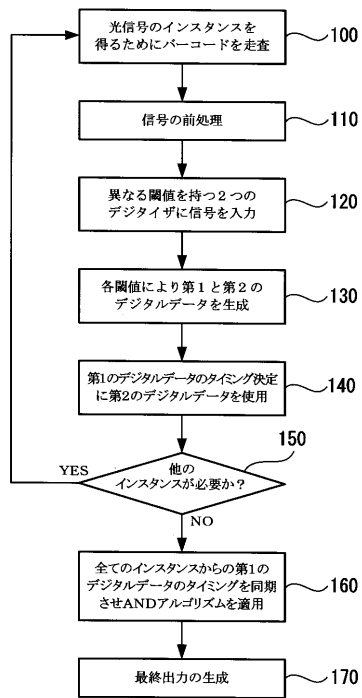 光信号のインスタンスを
得るためにバーコードを走査
100
信号の前処理
110
異なる閾値を持つ２つの
デジタイザに信号を入力
120
各閾値により第１と第２の
デジタルデータを生成
130
第1のデジタルデータのタイミング決定
に第2のデジタルデータを使用
140
他の
インスタンスが必要か？
150
YES
NO
全てのインスタンスからの第１の
デジタルデータのタイミングを同期
させANDアルゴリズムを適用
160
最終出力の生成
170